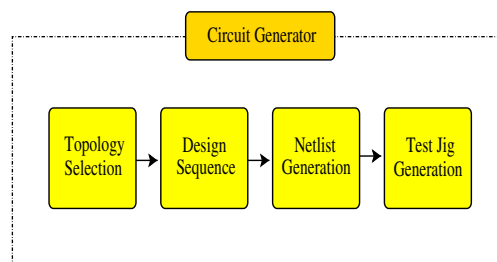 Circuit Generator
Topology
Selection
Design
Sequence
Netlist
Generation
Test Jig
Generation